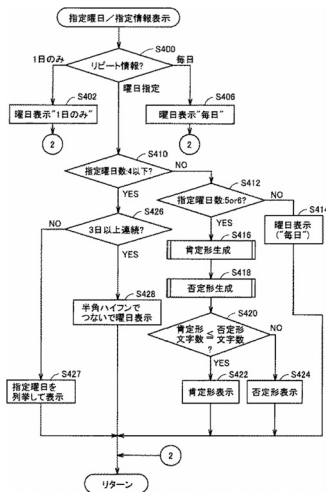 指定曜日／指定情報表示
S400
1日のみ
リピート情報?
毎日
S402
曜日指定
S406
曜日表示"1日のみ"
曜日表示"毎日"
2
2
S410
指定曜日数:4以下?
NO
S412
YES
指定曜日数:5or6?
NO
S426
YES
S414
NO
3日以上連続?
S416
曜日表示
("毎日")
YES
肯定形生成
S418
S428
否定形生成
半角ハイフンで
つないで曜日表示
S420
肯定形
文字数
≦
否定形
文字数
?
NO
YES
S427
S422
S424
指定曜日を
列挙して表示
肯定形表示
否定形表示
2
リターン